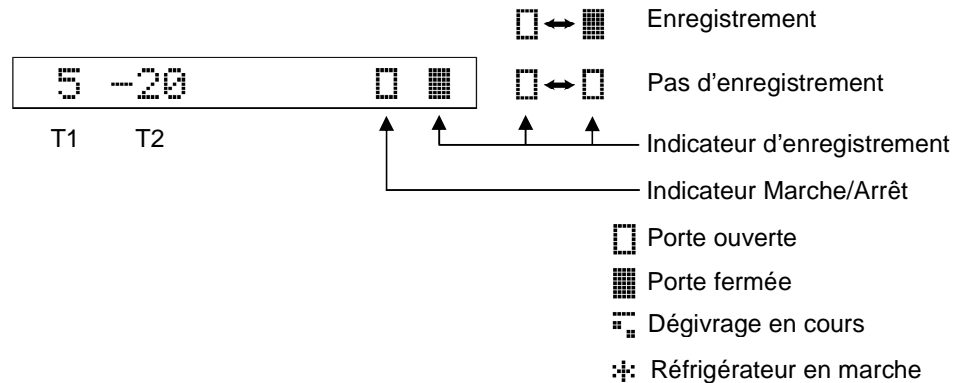 Enregistrement
5 -20
Pas d'enregistrement
T1 T2
Indicateur d'enregistrement
Indicateur Marche/Arrêt
Porte ouverte
Porte fermée
Dégivrage en cours
Réfrigérateur en marche